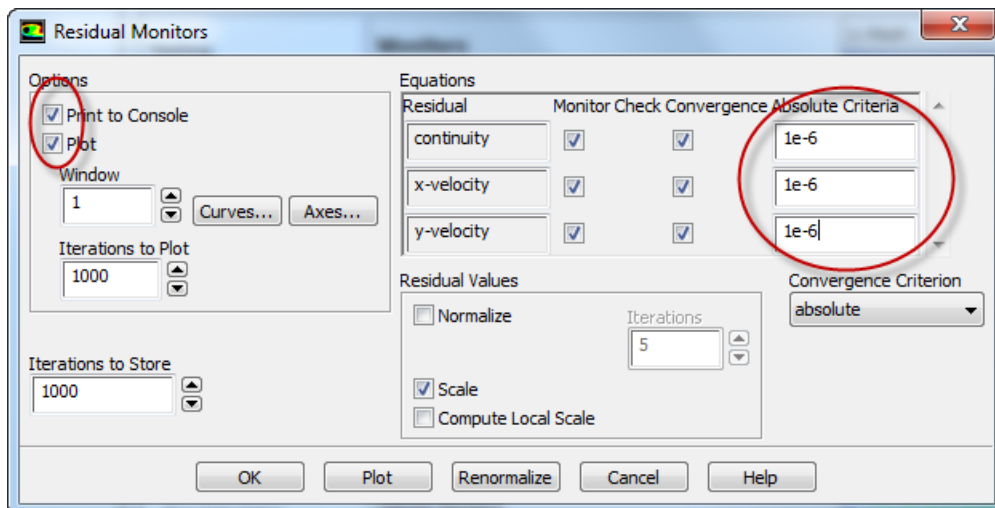 Residual Monitors
Options
Print to Console
Plot
Window
1
Curves...
Axes...
Iterations to Plot
1000
Iterations to Store
1000
Equations
Residual Monitor Check Convergence Absolute Criteria
continuity 1e-6
x-velocity 1e-6
y-velocity 1e-6
Residual Values
Normalize
Iterations
5
Scale
Compute Local Scale
Convergence Criterion
absolute
OK Plot Renormalize Cancel Help